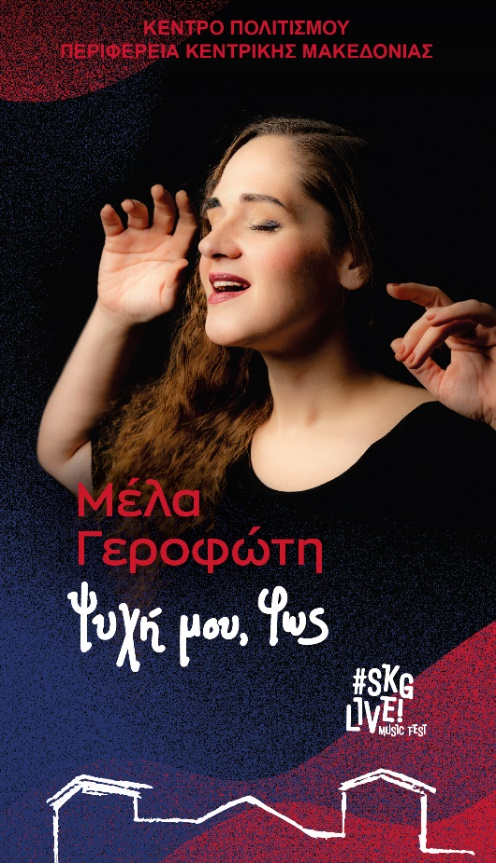 ΚΕΝΤΡΟ ΠΟΛΙΤΙΣΜΟΥ
ΠΕΡΙΦΕΡΕΙΑ ΚΕΝΤΡΙΚΗΣ ΜΑΚΕΔΟΝΙΑΣ
Μέλα
Γεροφώτη
Ψυχή μου, Φως
#SKG
LIVE!
MUSIC FEST